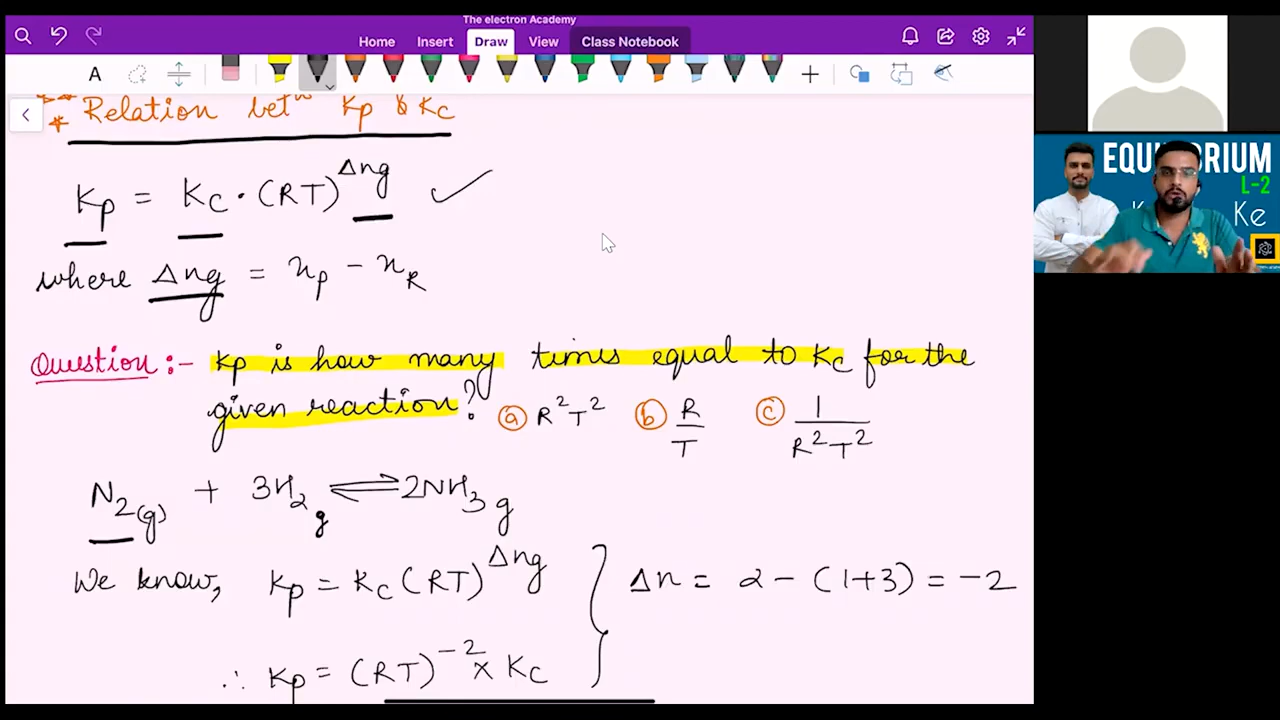 The electron Academy
Home Insert Draw View Class Notebook
A
Relation betⁿ Kp & Kc
Kp = Kc · (RT)^Δng ✓
where Δng = np − nR
Question :- Kp is how many times equal to Kc for the
given reaction? ⓐ R²T² ⓑ R/T ⓒ 1/R²T²
N₂(g) + 3H₂ g ⇌ 2NH₃ g
We know, Kp = Kc (RT)^Δng } Δn = 2 − (1+3) = −2
∴ Kp = (RT)⁻² × Kc
EQUILIBRIUM
L-2
K Ke